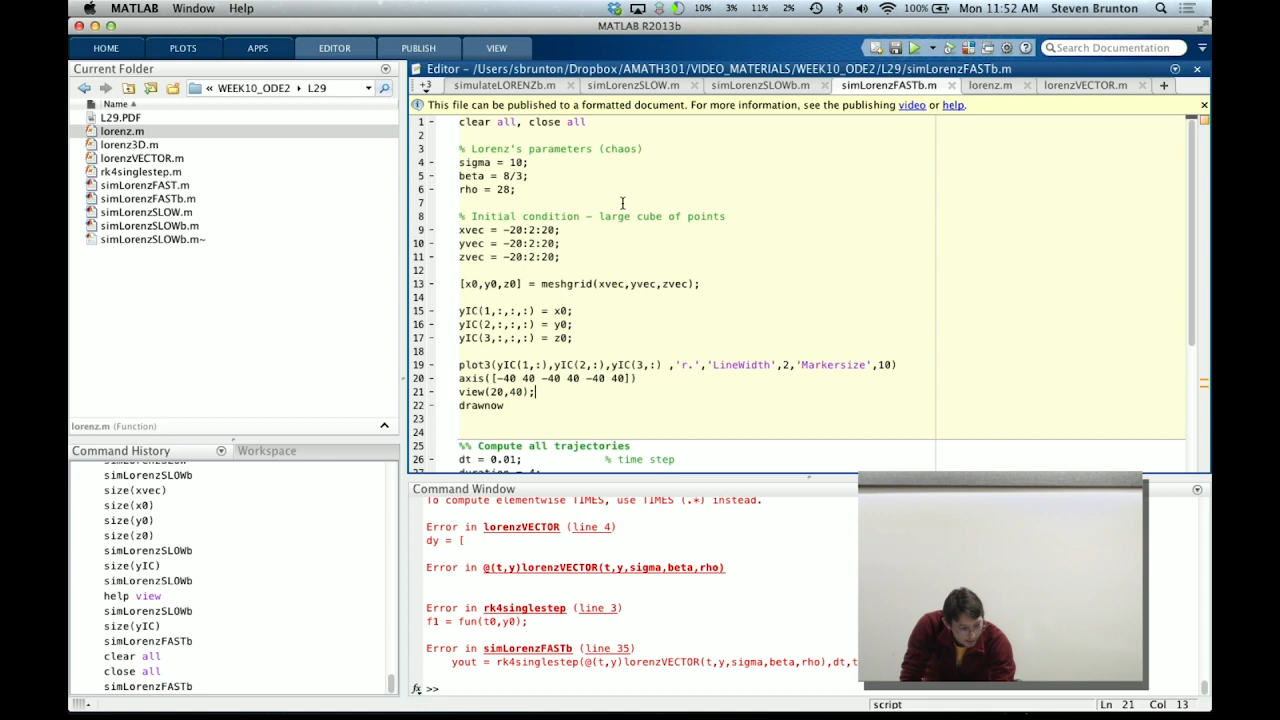 MATLAB Window Help 10% 3% 11% 2% 100% Mon 11:52 AM Steven Brunton
MATLAB R2013b
HOME PLOTS APPS EDITOR PUBLISH VIEW Search Documentation
Current Folder
« WEEK10_ODE2 ▸ L29
Name
L29.PDF
lorenz.m
lorenz3D.m
lorenzVECTOR.m
rk4singlestep.m
simLorenzFAST.m
simLorenzFASTb.m
simLorenzSLOW.m
simLorenzSLOWb.m
simLorenzSLOWb.m~
lorenz.m (Function)
Command History Workspace
simLorenzSLOWb
size(xvec)
size(x0)
size(y0)
size(z0)
simLorenzSLOWb
size(yIC)
simLorenzSLOWb
help view
simLorenzSLOWb
size(yIC)
simLorenzFASTb
clear all
close all
simLorenzFASTb
Editor - /Users/sbrunton/Dropbox/AMATH301/VIDEO_MATERIALS/WEEK10_ODE2/L29/simLorenzFASTb.m
+3 simulateLORENZb.m simLorenzSLOW.m simLorenzSLOWb.m simLorenzFASTb.m lorenz.m lorenzVECTOR.m
This file can be published to a formatted document. For more information, see the publishing video or help.
1 - clear all, close all
2
3 % Lorenz's parameters (chaos)
4 - sigma = 10;
5 - beta = 8/3;
6 - rho = 28;
7
8 % Initial condition - large cube of points
9 - xvec = -20:2:20;
10 - yvec = -20:2:20;
11 - zvec = -20:2:20;
12
13 - [x0,y0,z0] = meshgrid(xvec,yvec,zvec);
14
15 - yIC(1,:,:,:) = x0;
16 - yIC(2,:,:,:) = y0;
17 - yIC(3,:,:,:) = z0;
18
19 - plot3(yIC(1,:),yIC(2,:),yIC(3,:) ,'r.','LineWidth',2,'Markersize',10)
20 - axis([-40 40 -40 40 -40 40])
21 - view(20,40);
22 - drawnow
23
24
25 %% Compute all trajectories
26 - dt = 0.01; % time step
Command Window
To compute elementwise TIMES, use TIMES (.*) instead.
Error in lorenzVECTOR (line 4)
dy = [
Error in @(t,y)lorenzVECTOR(t,y,sigma,beta,rho)
Error in rk4singlestep (line 3)
f1 = fun(t0,y0);
Error in simLorenzFASTb (line 35)
yout = rk4singlestep(@(t,y)lorenzVECTOR(t,y,sigma,beta,rho),dt,t
fx >>
script Ln 21 Col 13